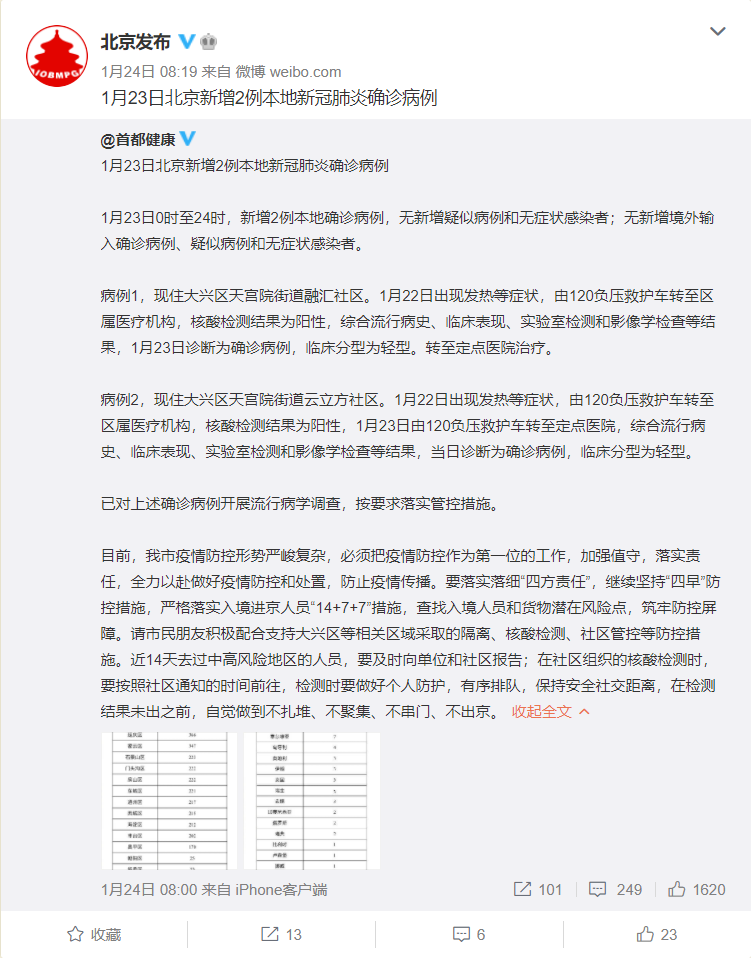 北京发布
IOBMPG
1月24日 08:19 来自 微博 weibo.com
1月23日北京新增2例本地新冠肺炎确诊病例
@首都健康
1月23日北京新增2例本地新冠肺炎确诊病例
1月23日0时至24时，新增2例本地确诊病例，无新增疑似病例和无症状感染者；无新增境外输
入确诊病例、疑似病例和无症状感染者。
病例1，现住大兴区天宫院街道融汇社区。1月22日出现发热等症状，由120负压救护车转至区
属医疗机构，核酸检测结果为阳性，综合流行病史、临床表现、实验室检测和影像学检查等结
果，1月23日诊断为确诊病例，临床分型为轻型。转至定点医院治疗。
病例2，现住大兴区天宫院街道云立方社区。1月22日出现发热等症状，由120负压救护车转至
区属医疗机构，核酸检测结果为阳性，1月23日由120负压救护车转至定点医院，综合流行病
史、临床表现、实验室检测和影像学检查等结果，当日诊断为确诊病例，临床分型为轻型。
已对上述确诊病例开展流行病学调查，按要求落实管控措施。
目前，我市疫情防控形势严峻复杂，必须把疫情防控作为第一位的工作，加强值守，落实责
任，全力以赴做好疫情防控和处置，防止疫情传播。要落实落细“四方责任”，继续坚持“四早”防
控措施，严格落实入境进京人员“14+7+7”措施，查找入境人员和货物潜在风险点，筑牢防控屏
障。请市民朋友积极配合支持大兴区等相关区域采取的隔离、核酸检测、社区管控等防控措
施。近14天去过中高风险地区的人员，要及时向单位和社区报告；在社区组织的核酸检测时，
要按照社区通知的时间前往，检测时要做好个人防护，有序排队，保持安全社交距离，在检测
结果未出之前，自觉做到不扎堆、不聚集、不串门、不出京。 收起全文
1月24日 08:00 来自 iPhone客户端
101
249
1620
收藏
13
6
23